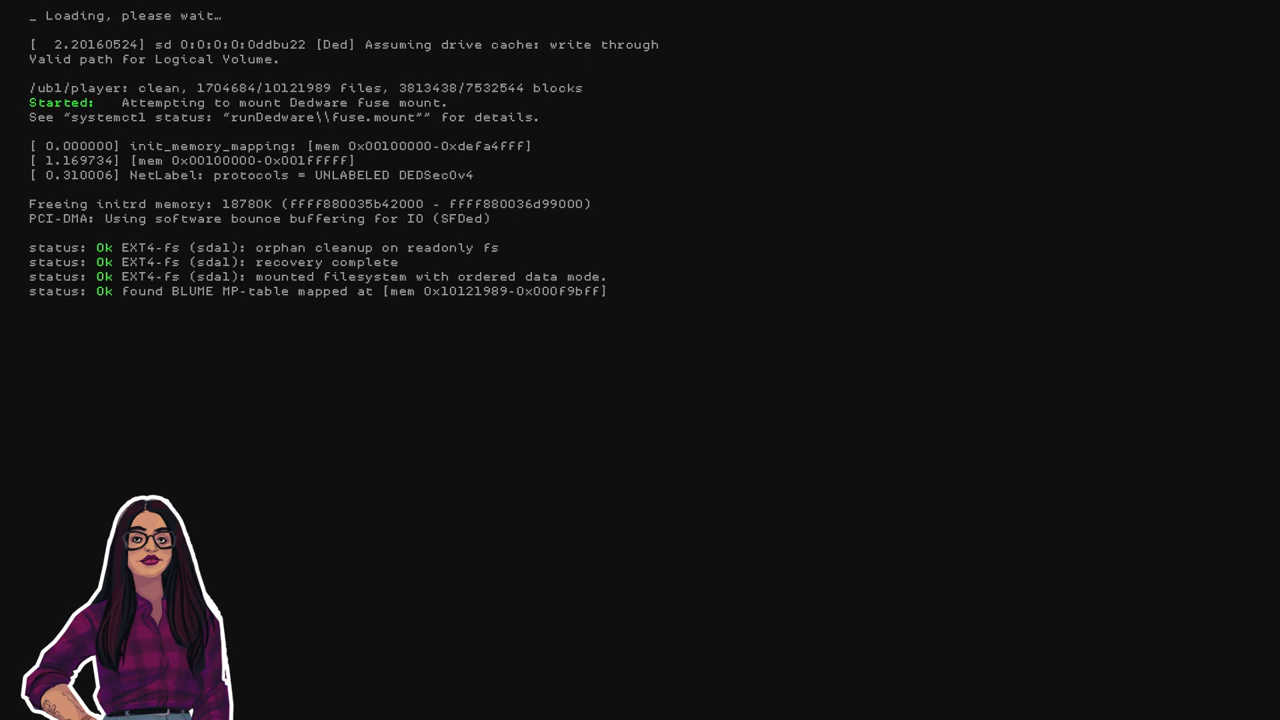 _ Loading, please wait…
[  2.20160524] sd 0:0:0:0:0ddbu22 [Ded] Assuming drive cache: write through
Valid path for Logical Volume.
/ubl/player: clean, 1704684/10121989 files, 3813438/7532544 blocks
Started:   Attempting to mount Dedware fuse mount.
See “systemctl status: “runDedware\\fuse.mount”” for details.
[ 0.000000] init_memory_mapping: [mem 0x00100000-0xdefa4fff]
[ 1.169734] [mem 0x00100000-0x001fffff]
[ 0.310006] NetLabel: protocols = UNLABELED DEDSecOv4
Freeing initrd memory: 18780K (ffff880035b42000 - ffff880036d99000)
PCI-DMA: Using software bounce buffering for IO (SFDed)
status: Ok EXT4-fs (sda1): orphan cleanup on readonly fs
status: Ok EXT4-fs (sda1): recovery complete
status: Ok EXT4-fs (sda1): mounted filesystem with ordered data mode.
status: Ok found BLUME MP-table mapped at [mem 0x10121989-0x000f9bff]